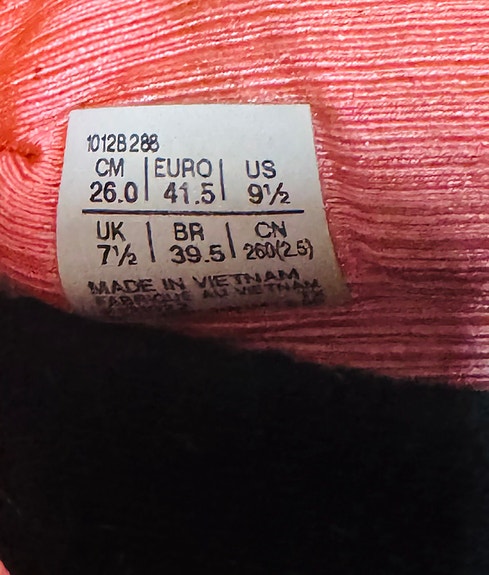 1012B288
CM | EURO | US
26.0 | 41.5 | 9½
UK | BR | CN
7½ | 39.5 | 260(2.5)
MADE IN VIETNAM
FABRIQUÉ AU VIETNAM